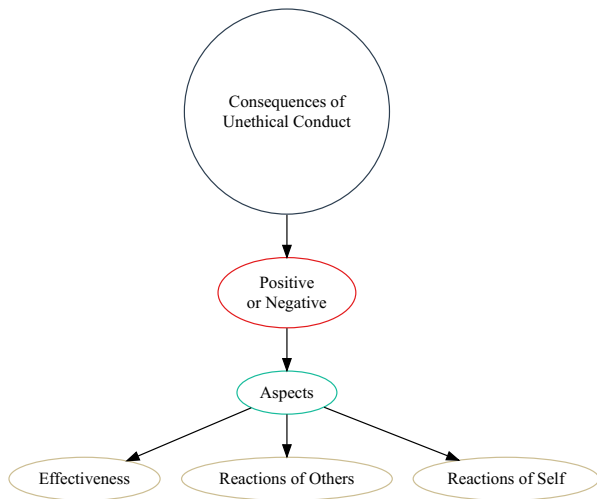 Consequences of
Unethical Conduct
Positive
or Negative
Aspects
Effectiveness
Reactions of Others
Reactions of Self